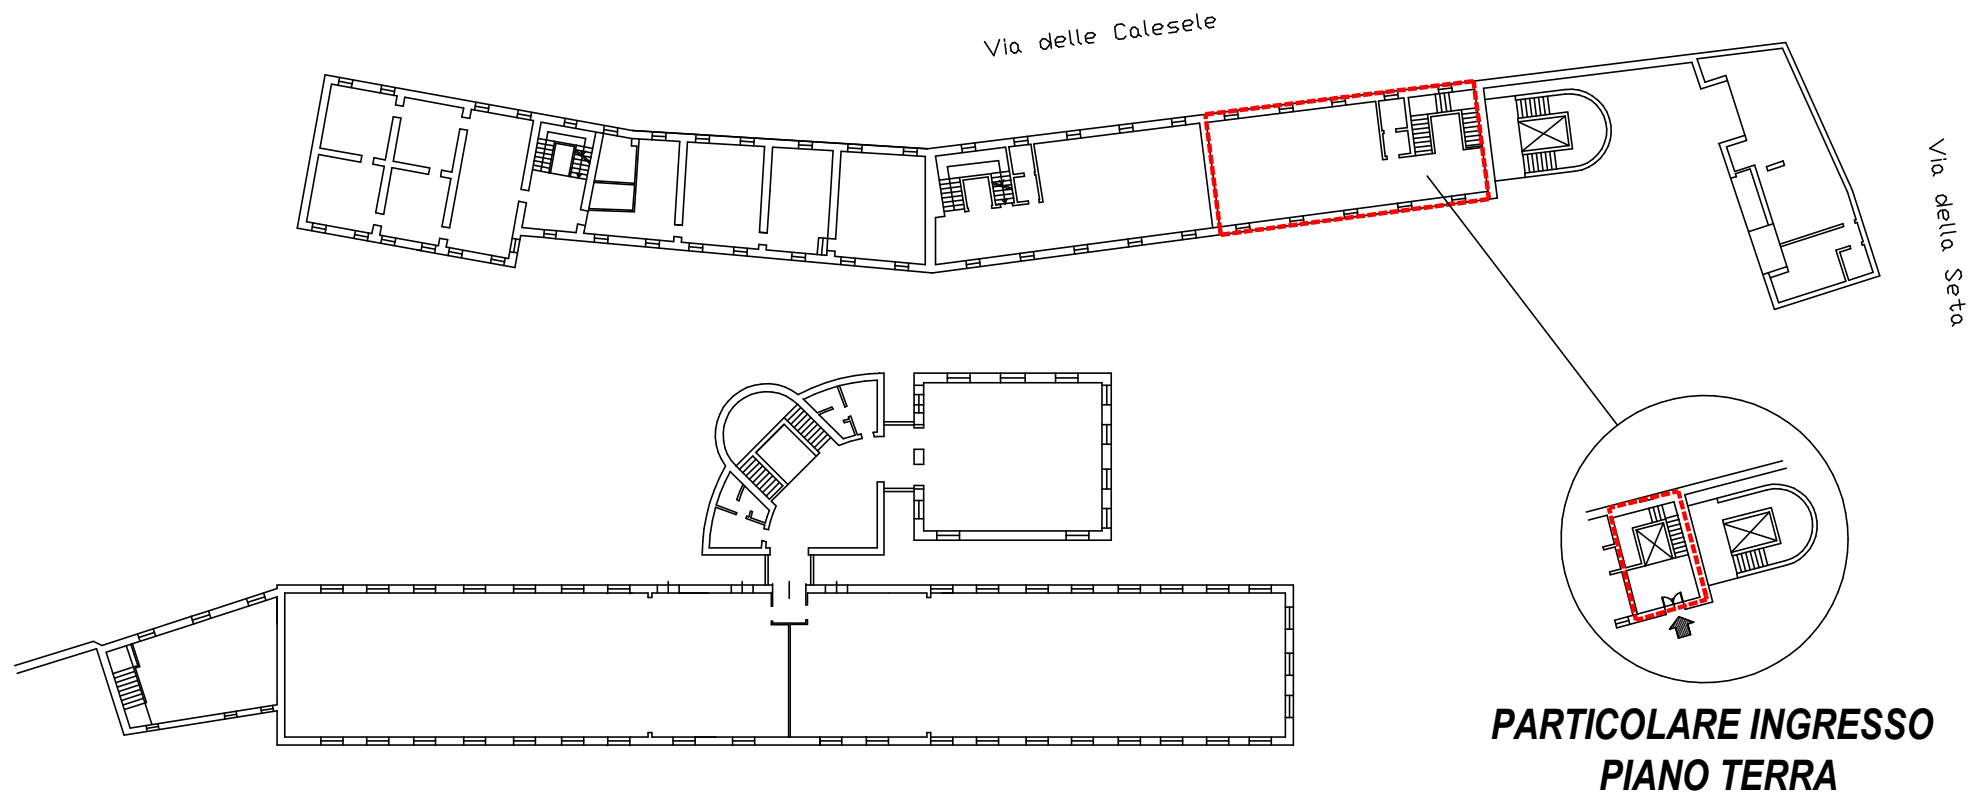 Via delle Calesele
Via della Seta
PARTICOLARE INGRESSO
PIANO TERRA